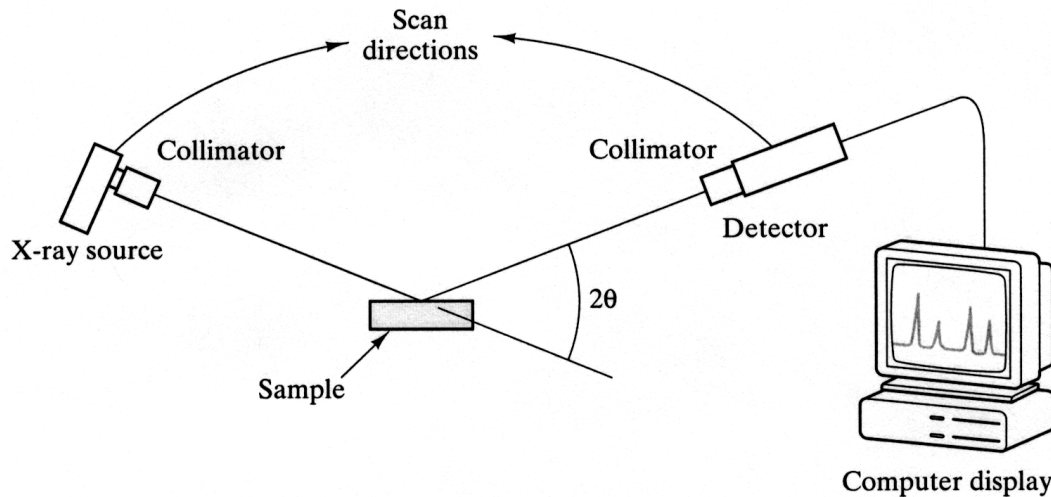 Scan
directions
Collimator
Collimator
X-ray source
Detector
2θ
Sample
Computer display